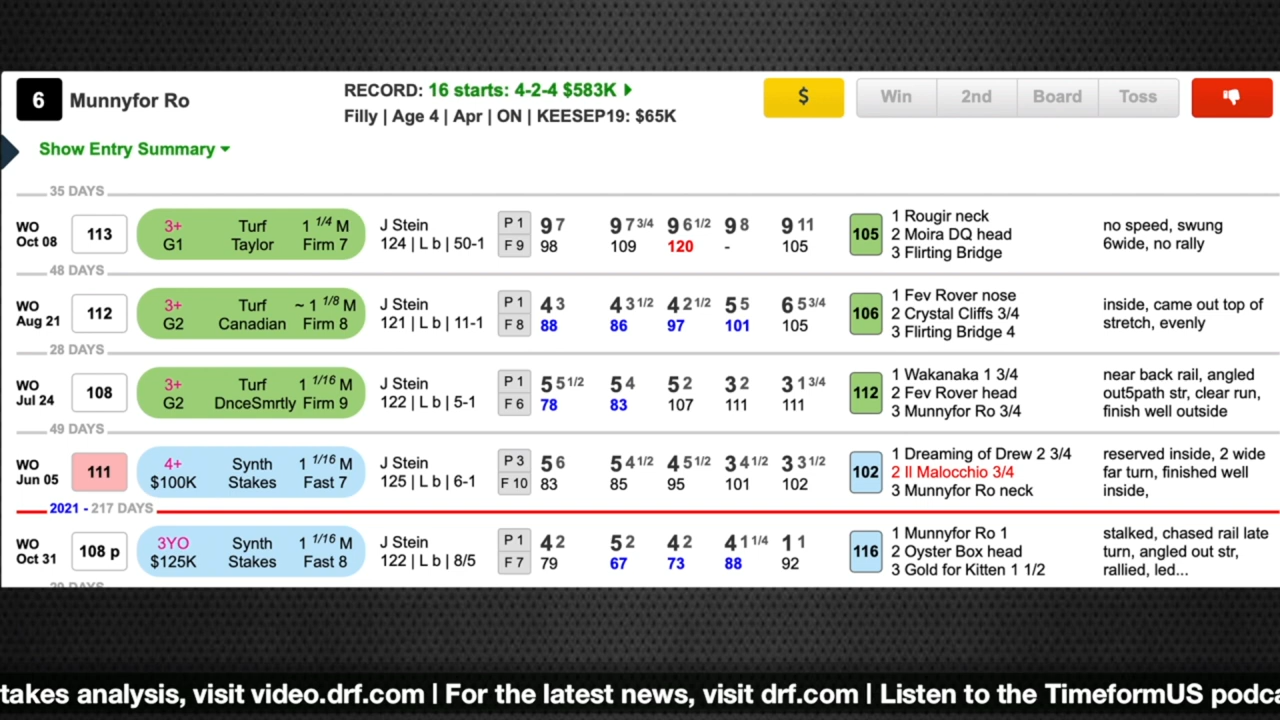 6 Munnyfor Ro
RECORD: 16 starts: 4-2-4 $583K
Filly | Age 4 | Apr | ON | KEESEP19: $65K
$ Win 2nd Board Toss
Show Entry Summary
35 DAYS
WO Oct 08
113
3+ Turf 1 1/4 M
G1 Taylor Firm 7
J Stein
124 | L b | 50-1
P 1
F 9
9 7 9 7 3/4 9 6 1/2 9 8 9 11
98 109 120 - 105
105
1 Rougir neck
2 Moira DQ head
3 Flirting Bridge
no speed, swung
6wide, no rally
48 DAYS
WO Aug 21
112
3+ Turf ~ 1 1/8 M
G2 Canadian Firm 8
J Stein
121 | L b | 11-1
P 1
F 8
4 3 4 3 1/2 4 2 1/2 5 5 6 5 3/4
88 86 97 101 105
106
1 Fev Rover nose
2 Crystal Cliffs 3/4
3 Flirting Bridge 4
inside, came out top of
stretch, evenly
28 DAYS
WO Jul 24
108
3+ Turf 1 1/16 M
G2 DnceSmrtly Firm 9
J Stein
122 | L b | 5-1
P 1
F 6
5 5 1/2 5 4 5 2 3 2 3 1 3/4
78 83 107 111 111
112
1 Wakanaka 1 3/4
2 Fev Rover head
3 Munnyfor Ro 3/4
near back rail, angled
out5path str, clear run,
finish well outside
49 DAYS
WO Jun 05
111
4+ Synth 1 1/16 M
$100K Stakes Fast 7
J Stein
125 | L b | 6-1
P 3
F 10
5 6 5 4 1/2 4 5 1/2 3 4 1/2 3 3 1/2
83 85 95 101 102
102
1 Dreaming of Drew 2 3/4
2 Il Malocchio 3/4
3 Munnyfor Ro neck
reserved inside, 2 wide
far turn, finished well
inside,
2021 - 217 DAYS
WO Oct 31
108 p
3YO Synth 1 1/16 M
$125K Stakes Fast 8
J Stein
122 | L b | 8/5
P 1
F 7
4 2 5 2 4 2 4 1 1/4 1 1
79 67 73 88 92
116
1 Munnyfor Ro 1
2 Oyster Box head
3 Gold for Kitten 1 1/2
stalked, chased rail late
turn, angled out str,
rallied, led...
takes analysis, visit video.drf.com | For the latest news, visit drf.com | Listen to the TimeformUS podca